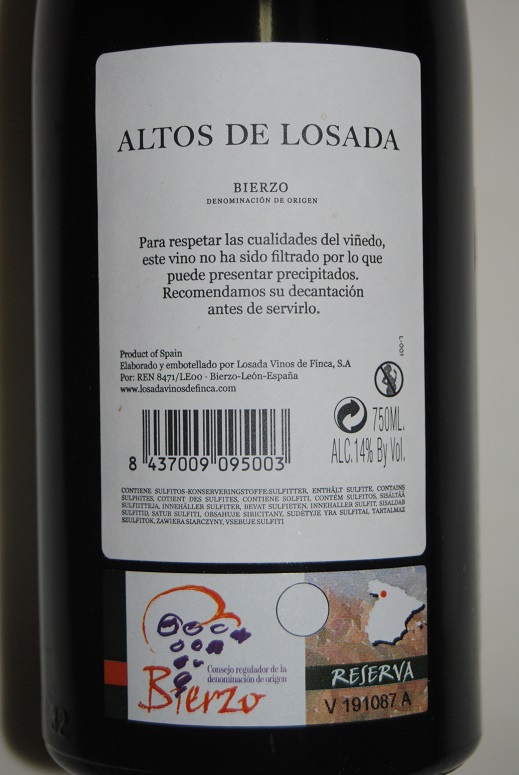 ALTOS DE LOSADA
BIERZO
DENOMINACIÓN DE ORIGEN
Para respetar las cualidades del viñedo,
este vino no ha sido filtrado por lo que
puede presentar precipitados.
Recomendamos su decantación
antes de servirlo.
L-001
Product of Spain
Elaborado y embotellado por Losada Vinos de Finca, S.A
Por: REN 8471/LE00 - Bierzo-León-España
www.losadavinosdefinca.com
750ML.
ALC. 14% By Vol.
8 437009 095003
CONTIENE SULFITOS-KONSERVERINGSTOFFE:SULFITTER, ENTHÄLT SULFITE, CONTAINS
SULPHITES, COTIENT DES SULFITES, CONTIENE SOLFITI, CONTÉM SULFITOS, SISÄLTÄÄ
SULFIITTEJA, INNEHÅLLER SULFITER, BEVAT SULFIETEN, INNEHALLER SULFIT, SISALDAB
SULFITID, SATUR SULFITI, OBSAHUJE SIRICITANY, SUDĖTYJE YRA SULFITAI, TARTALMAZ
SZULFITOK, ZAWIERA SIARCZYNY, VSEBUJE SULFITI
Bierzo
Consejo regulador de la
denominación de origen
RESERVA
V 191087 A